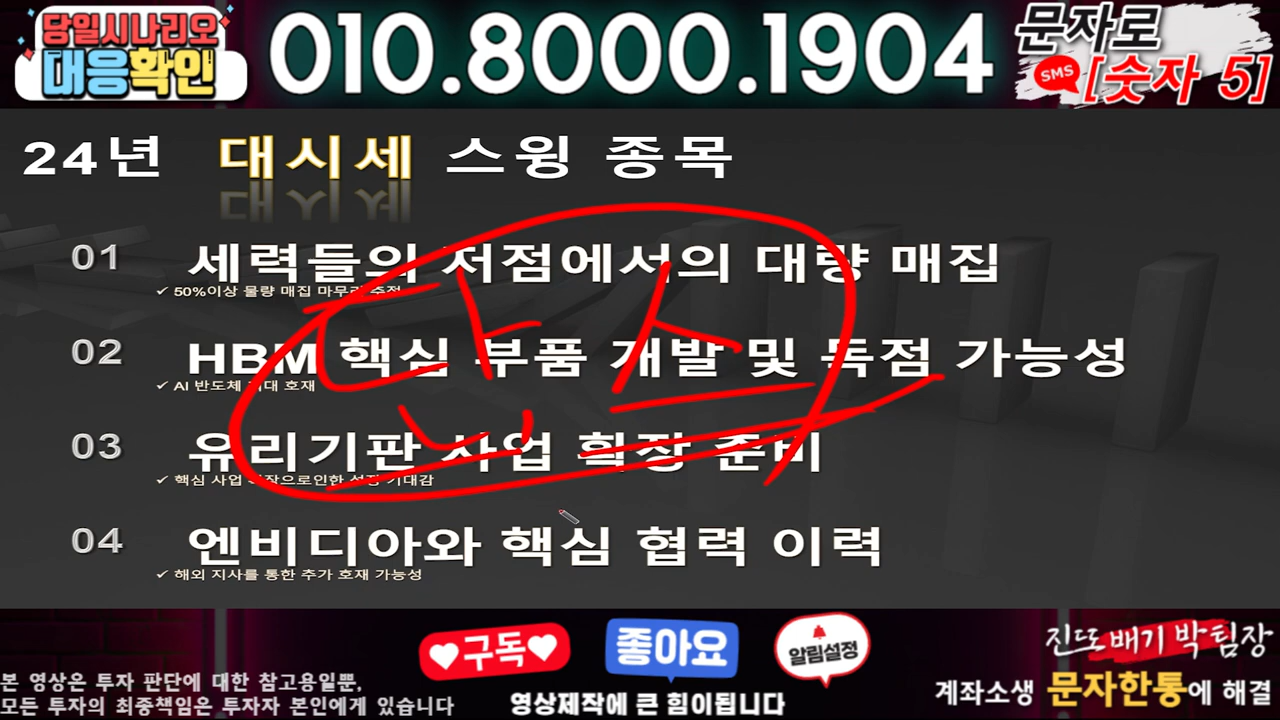 당일시나리오
대응확인
010.8000.1904
문자로
SMS [숫자 5]
24년 대시세 스윙 종목
01 세력들의 저점에서의 대량 매집
✓ 50%이상 물량 매집 마무리 추정
02 HBM 핵심 부품 개발 및 독점 가능성
✓ AI 반도체 기대 호재
03 유리기판 사업 확장 준비
✓ 핵심 사업 확장으로인한 성장 기대감
04 엔비디아와 핵심 협력 이력
✓ 해외 지사를 통한 추가 호재 가능성
단스
구독
좋아요
알림설정
영상제작에 큰 힘이됩니다
본 영상은 투자 판단에 대한 참고용일뿐,
모든 투자의 최종책임은 투자자 본인에게 있습니다
진또배기 박팀장
계좌소생 문자한통에 해결